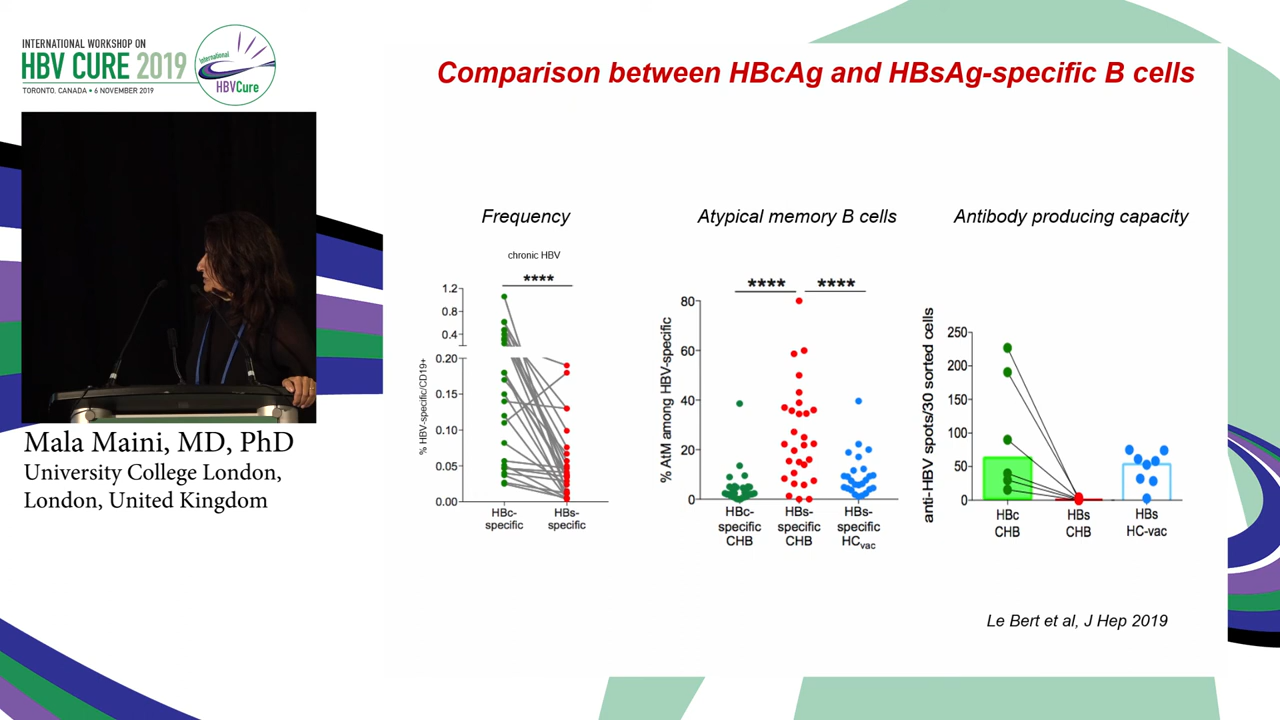 INTERNATIONAL WORKSHOP ON
HBV CURE 2019
TORONTO, CANADA • 6 NOVEMBER 2019
International
HBVCure
Mala Maini, MD, PhD
University College London,
London, United Kingdom
Comparison between HBcAg and HBsAg-specific B cells
Frequency
chronic HBV
****
% HBV-specific/CD19+
1.2
0.8
0.4
0.20
0.15
0.10
0.05
0.00
HBc-
specific
HBs-
specific
Atypical memory B cells
**** ****
% AtM among HBV-specific
80
60
40
20
0
HBc-
specific
CHB
HBs-
specific
CHB
HBs-
specific
HCvac
Antibody producing capacity
anti-HBV spots/30 sorted cells
250
200
150
100
50
0
HBc
CHB
HBs
CHB
HBs
HC-vac
Le Bert et al, J Hep 2019